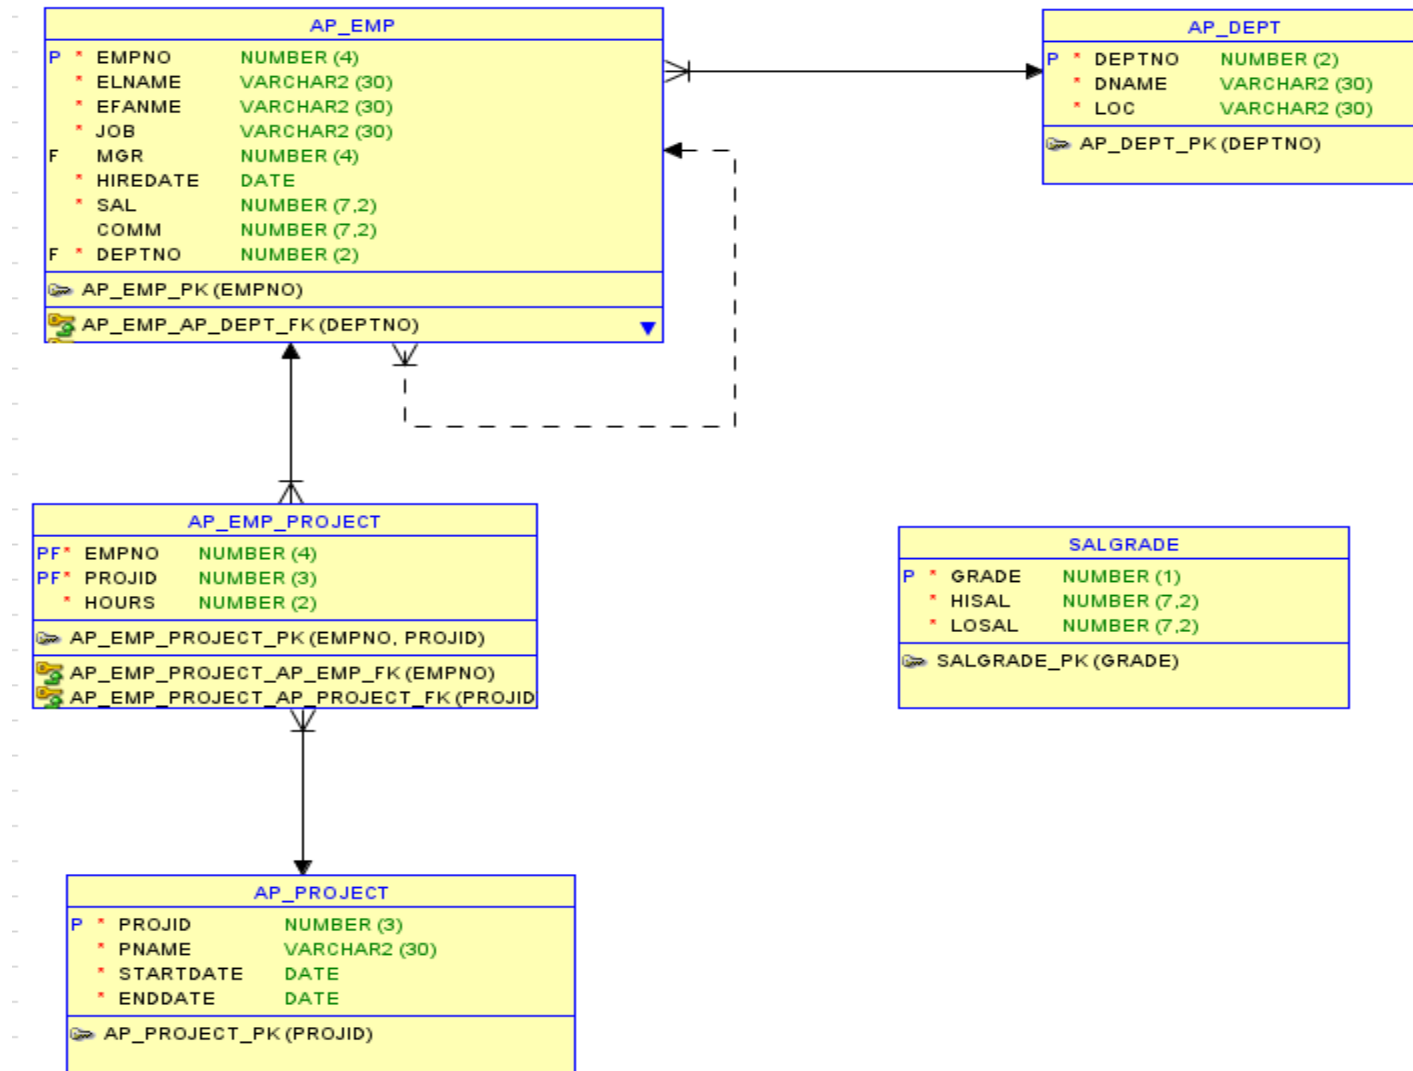 AP_EMP
P * EMPNO NUMBER (4)
* ELNAME VARCHAR2 (30)
* EFANME VARCHAR2 (30)
* JOB VARCHAR2 (30)
F MGR NUMBER (4)
* HIREDATE DATE
* SAL NUMBER (7,2)
COMM NUMBER (7,2)
F * DEPTNO NUMBER (2)
AP_EMP_PK (EMPNO)
AP_EMP_AP_DEPT_FK (DEPTNO)
AP_DEPT
P * DEPTNO NUMBER (2)
* DNAME VARCHAR2 (30)
* LOC VARCHAR2 (30)
AP_DEPT_PK (DEPTNO)
AP_EMP_PROJECT
PF* EMPNO NUMBER (4)
PF* PROJID NUMBER (3)
* HOURS NUMBER (2)
AP_EMP_PROJECT_PK (EMPNO, PROJID)
AP_EMP_PROJECT_AP_EMP_FK (EMPNO)
AP_EMP_PROJECT_AP_PROJECT_FK (PROJID
SALGRADE
P * GRADE NUMBER (1)
* HISAL NUMBER (7,2)
* LOSAL NUMBER (7,2)
SALGRADE_PK (GRADE)
AP_PROJECT
P * PROJID NUMBER (3)
* PNAME VARCHAR2 (30)
* STARTDATE DATE
* ENDDATE DATE
AP_PROJECT_PK (PROJID)